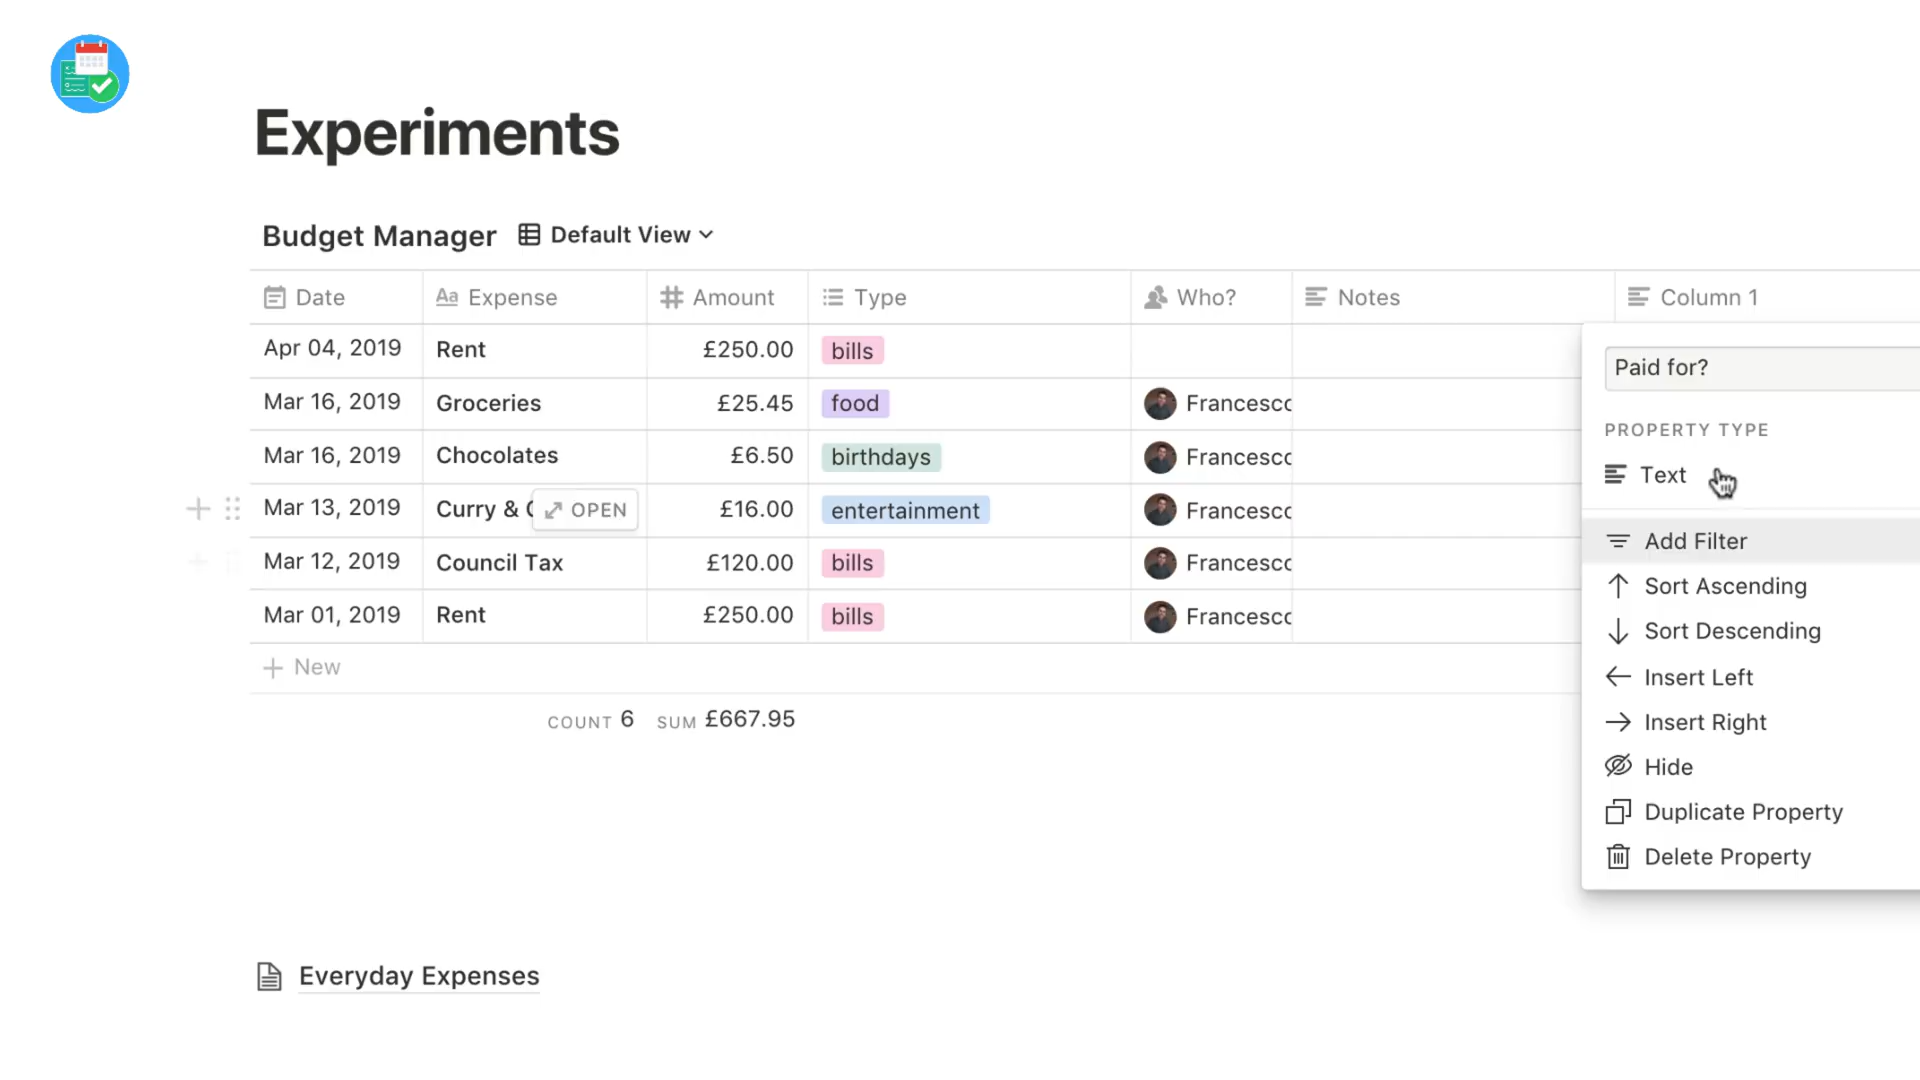 Experiments
Budget Manager Default View
Date Aa Expense # Amount Type Who? Notes Column 1
Apr 04, 2019 Rent £250.00 bills
Paid for?
Mar 16, 2019 Groceries £25.45 food Francesco
PROPERTY TYPE
Mar 16, 2019 Chocolates £6.50 birthdays Francesco
Text
Mar 13, 2019 Curry & OPEN £16.00 entertainment Francesco
Add Filter
Mar 12, 2019 Council Tax £120.00 bills Francesco
Sort Ascending
Mar 01, 2019 Rent £250.00 bills Francesco
Sort Descending
+ New
Insert Left
COUNT 6 SUM £667.95
Insert Right
Hide
Duplicate Property
Delete Property
Everyday Expenses